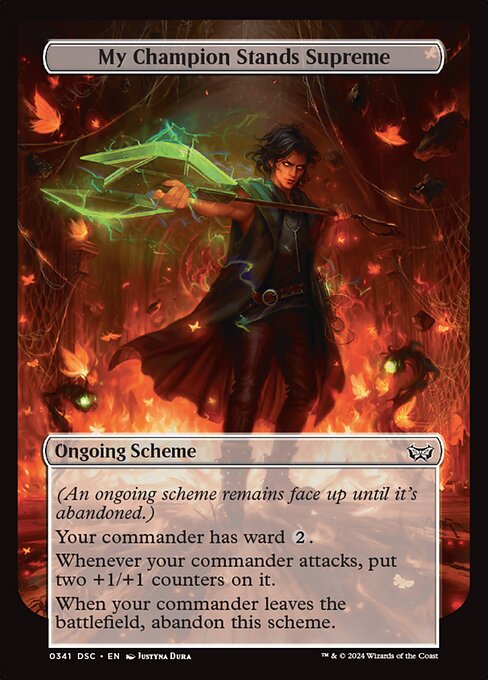 My Champion Stands Supreme
Ongoing Scheme
(An ongoing scheme remains face up until it's
abandoned.)
Your commander has ward 2.
Whenever your commander attacks, put
two +1/+1 counters on it.
When your commander leaves the
battlefield, abandon this scheme.
0341 DSC • EN Justyna Dura
™ & © 2024 Wizards of the Coast